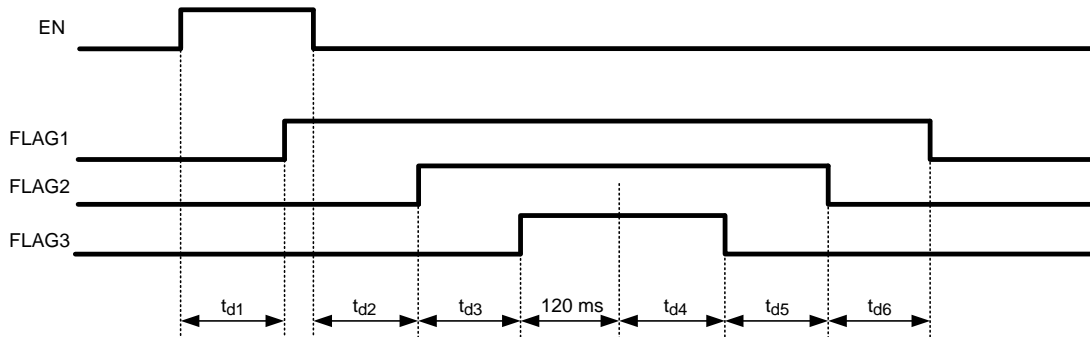 EN
FLAG1
FLAG2
FLAG3
td1 td2 td3 120 ms td4 td5 td6